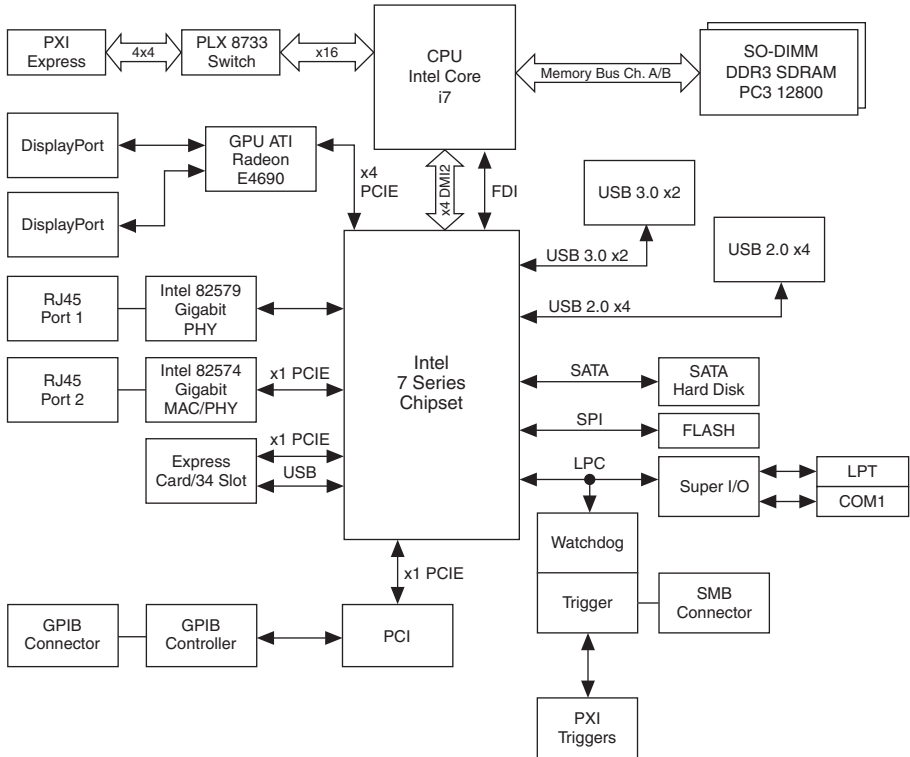 PXI
Express
4x4
PLX 8733
Switch
x16
CPU
Intel Core
i7
Memory Bus Ch. A/B
SO-DIMM
DDR3 SDRAM
PC3 12800
DisplayPort
GPU ATI
Radeon
E4690
x4
PCIE
x4 DMI2
FDI
DisplayPort
USB 3.0 x2
USB 3.0 x2
USB 2.0 x4
USB 2.0 x4
RJ45
Port 1
Intel 82579
Gigabit
PHY
Intel
7 Series
Chipset
RJ45
Port 2
Intel 82574
Gigabit
MAC/PHY
x1 PCIE
SATA
SATA
Hard Disk
SPI
FLASH
Express
Card/34 Slot
x1 PCIE
USB
LPC
Super I/O
LPT
COM1
Watchdog
Trigger
SMB
Connector
x1 PCIE
GPIB
Connector
GPIB
Controller
PCI
PXI
Triggers